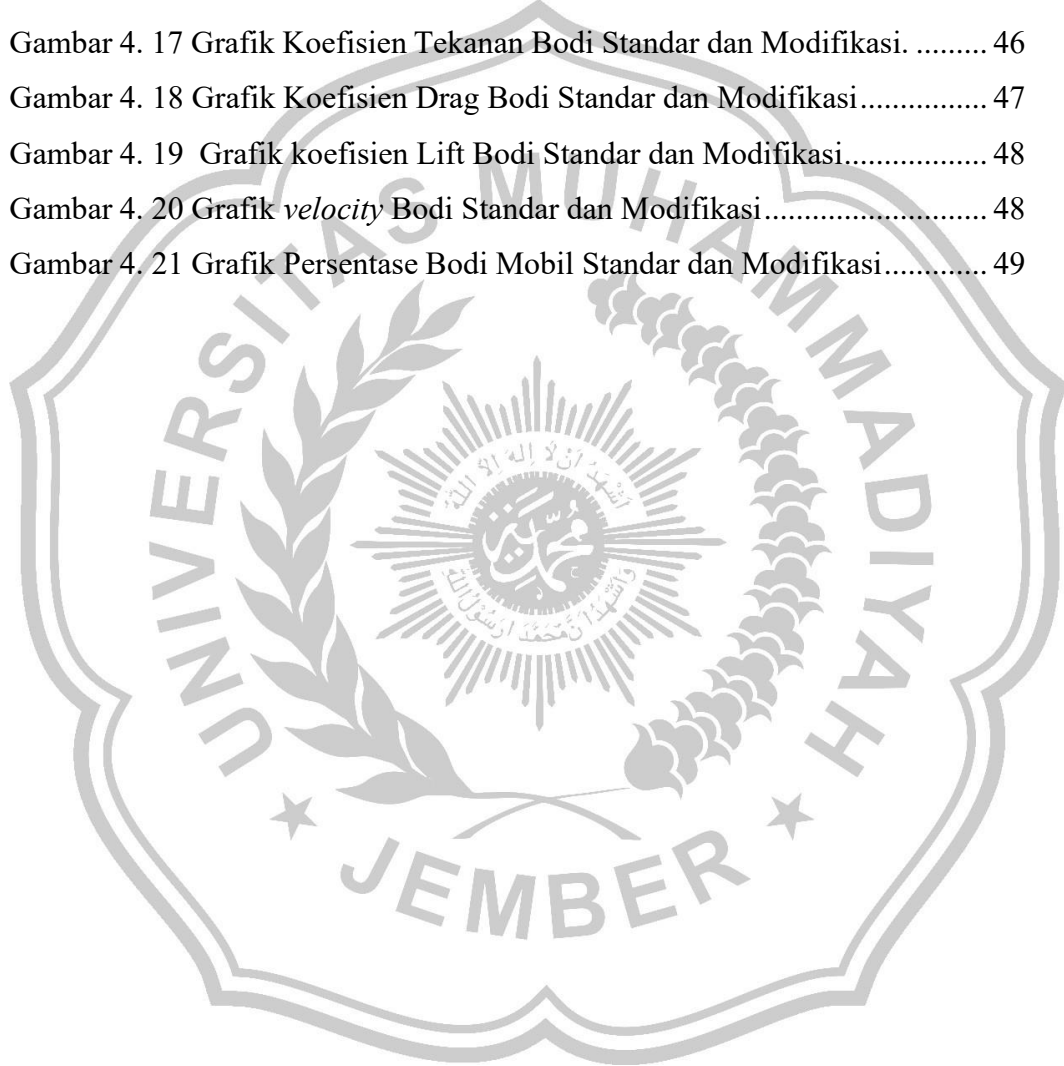 Gambar 4. 17 Grafik Koefisien Tekanan Bodi Standar dan Modifikasi. ......... 46
Gambar 4. 18 Grafik Koefisien Drag Bodi Standar dan Modifikasi................ 47
Gambar 4. 19  Grafik koefisien Lift Bodi Standar dan Modifikasi.................. 48
Gambar 4. 20 Grafik velocity Bodi Standar dan Modifikasi............................ 48
Gambar 4. 21 Grafik Persentase Bodi Mobil Standar dan Modifikasi............. 49
UNIVERSITAS MUHAMMADIYAH
JEMBER